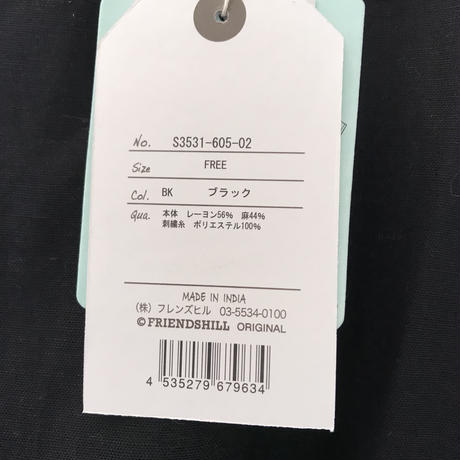 No. S3531-605-02
Size FREE
Col. BK ブラック
Qua. 本体 レーヨン56% 麻44%
刺繍糸 ポリエステル100%
MADE IN INDIA
(株) フレンズヒル 03-5534-0100
©FRIENDSHILL ORIGINAL
4 535279 679634